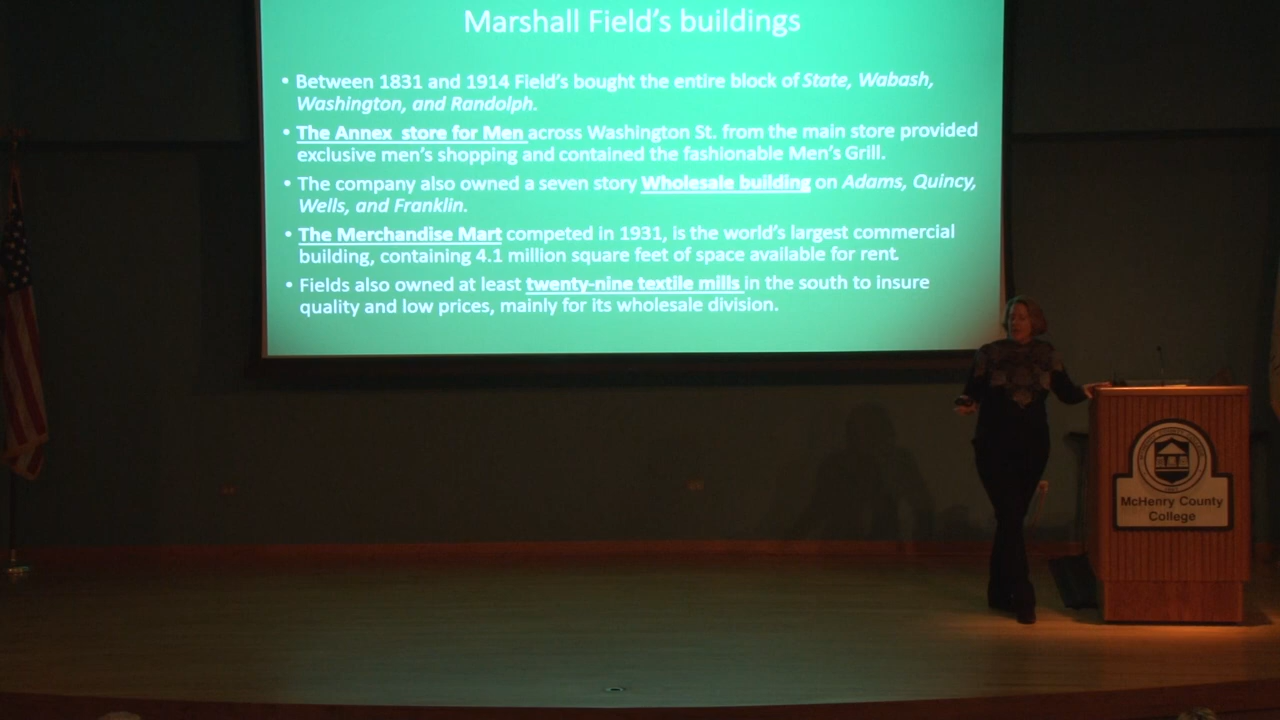 Marshall Field's buildings
• Between 1831 and 1914 Field's bought the entire block of State, Wabash,
Washington, and Randolph.
• The Annex store for Men across Washington St. from the main store provided
exclusive men's shopping and contained the fashionable Men's Grill.
• The company also owned a seven story Wholesale building on Adams, Quincy,
Wells, and Franklin.
• The Merchandise Mart competed in 1931, is the world's largest commercial
building, containing 4.1 million square feet of space available for rent.
• Fields also owned at least twenty-nine textile mills in the south to insure
quality and low prices, mainly for its wholesale division.
McHenry County
College